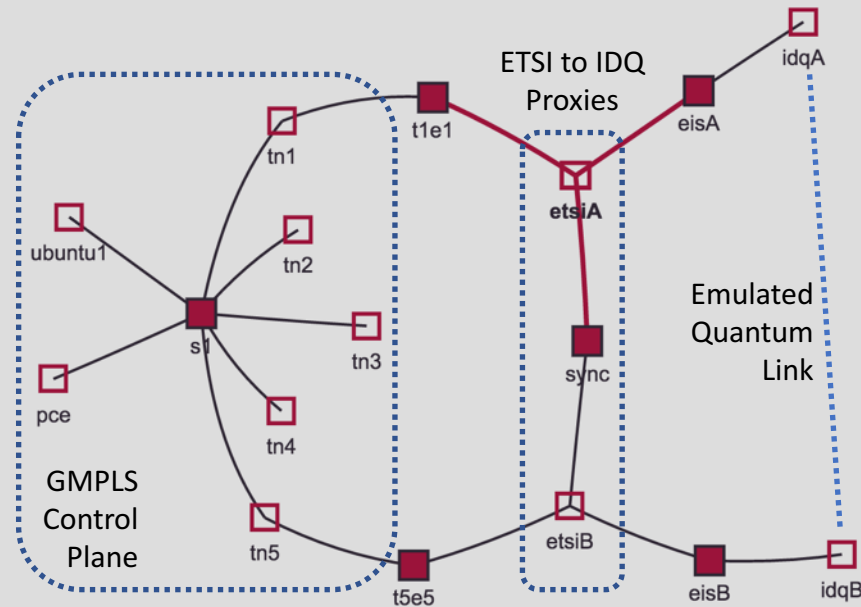 idqA
ETSI to IDQ
Proxies
t1e1
eisA
tn1
etsiA
ubuntu1
tn2
Emulated
Quantum
Link
s1
tn3
sync
pce
tn4
GMPLS
Control
Plane
tn5
etsiB
t5e5
eisB
idqB